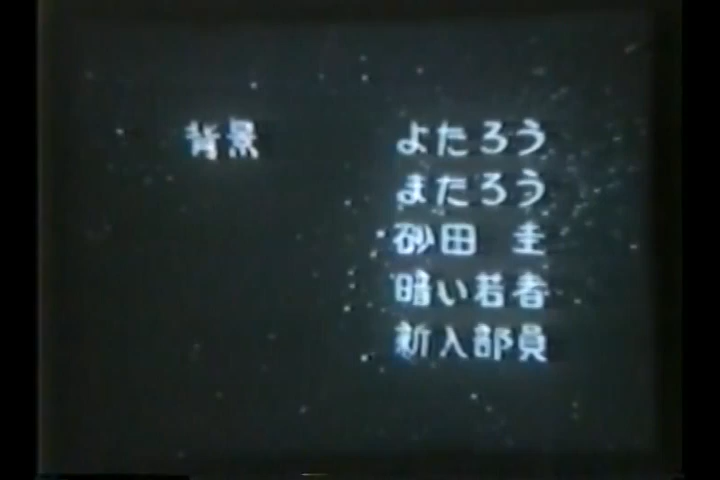 背景 よたろう
またろう
砂田 圭
暗い若者
新入部員